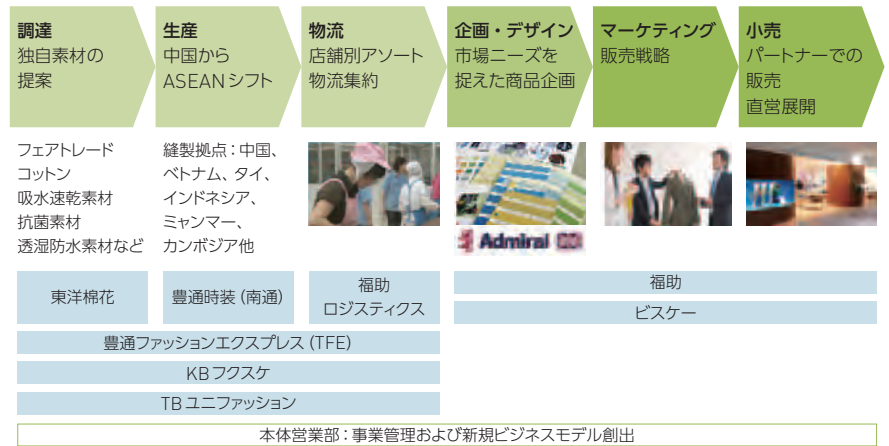 調達
独自素材の
提案
生産
中国から
ASEANシフト
物流
店舗別アソート
物流集約
企画・デザイン
市場ニーズを
捉えた商品企画
マーケティング
販売戦略
小売
パートナーでの
販売
直営展開
フェアトレード
コットン
吸水速乾素材
抗菌素材
透湿防水素材など
縫製拠点：中国、
ベトナム、タイ、
インドネシア、
ミャンマー、
カンボジア他
Admiral
東洋棉花
豊通時装（南通）
福助
ロジスティクス
福助
ビスケー
豊通ファッションエクスプレス（TFE）
KBフクスケ
TBユニファッション
本体営業部：事業管理および新規ビジネスモデル創出